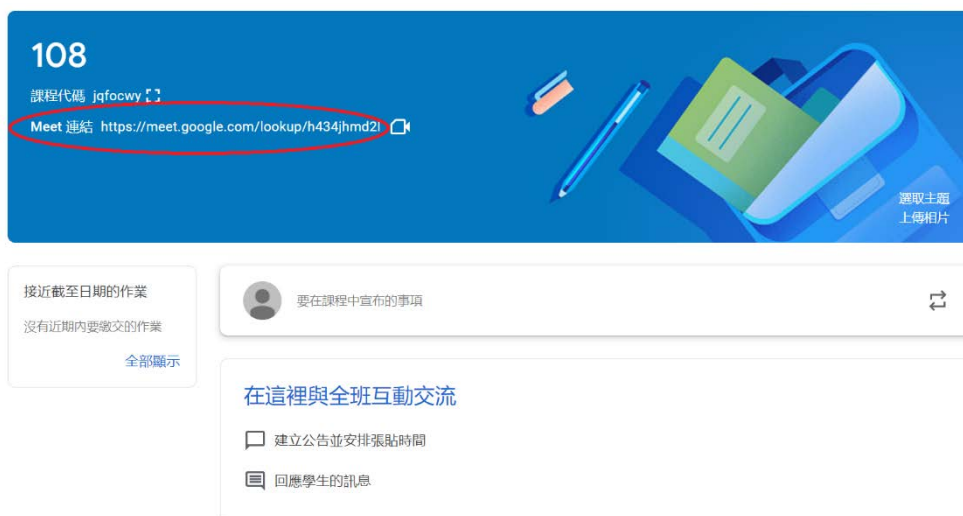 108
課程代碼 jqfocwy
Meet 連結 https://meet.google.com/lookup/h434jhmd2l
選取主題
上傳相片
接近截至日期的作業
沒有近期內要繳交的作業
全部顯示
要在課程中宣布的事項
在這裡與全班互動交流
建立公告並安排張貼時間
回應學生的訊息